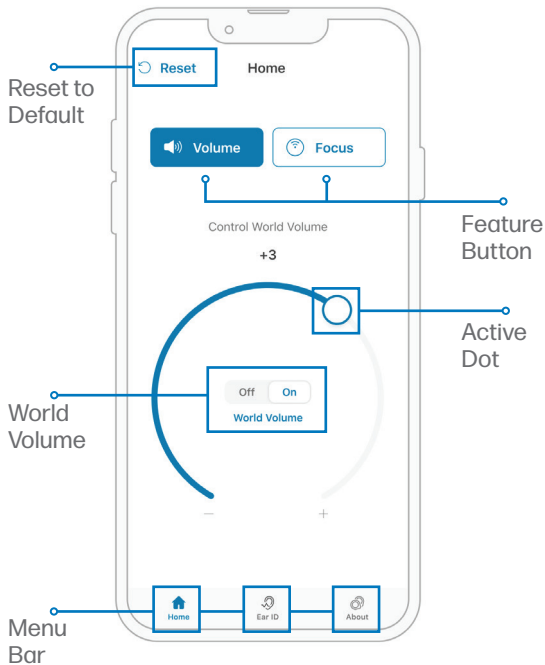 Reset
Home
Reset to
Default
Volume
Focus
Feature
Button
Control World Volume
+3
Active
Dot
Off
On
World Volume
World
Volume
−
+
Home
Ear ID
About
Menu
Bar